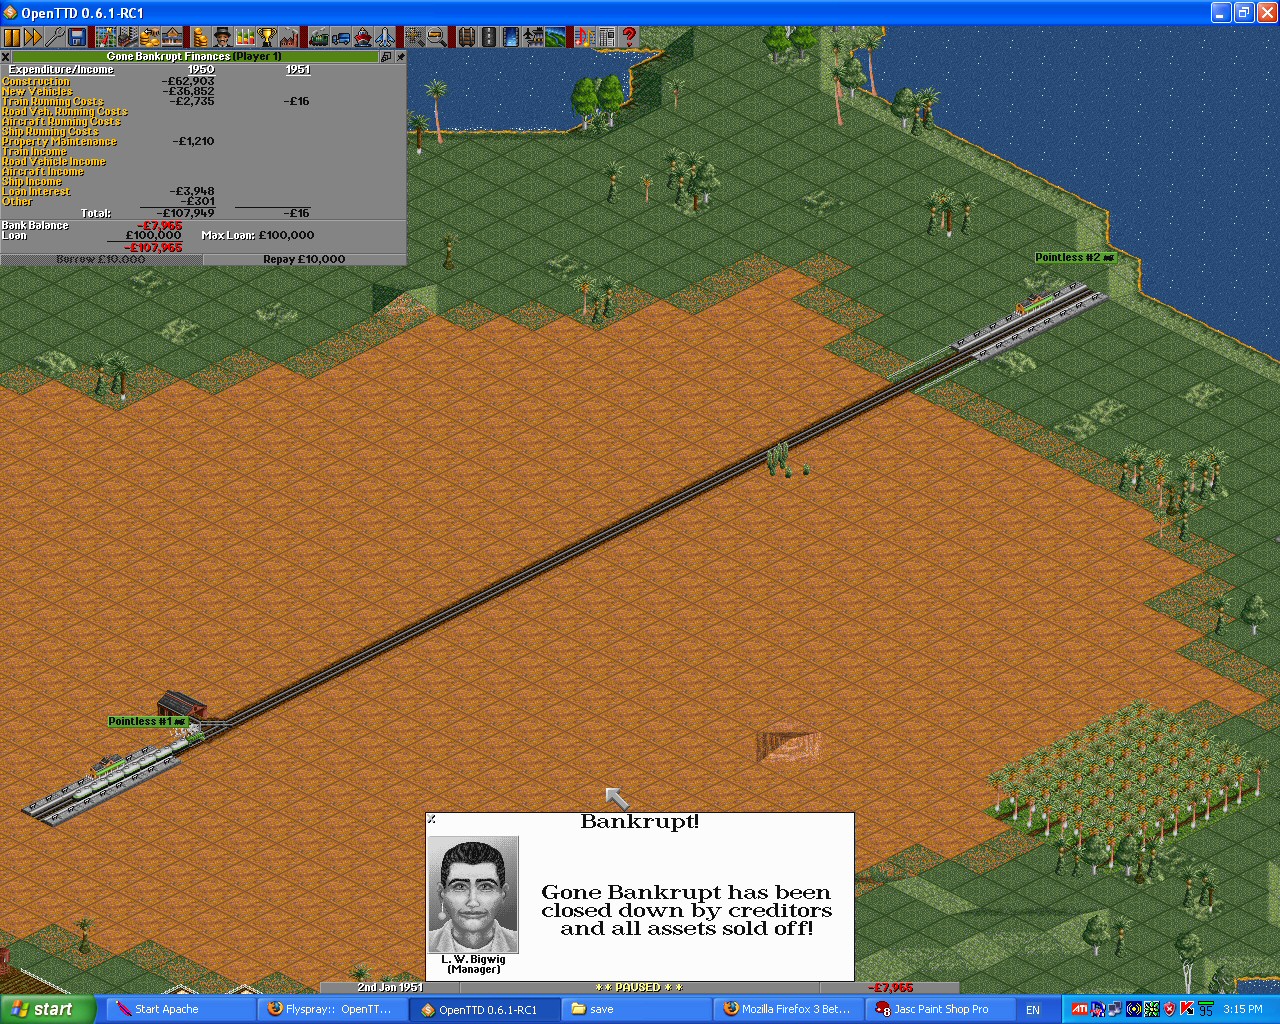 OpenTTD 0.6.1-RC1
Gone Bankrupt Finances (Player 1)
Expenditure/Income 1950 1951
Construction -£62,903
New Vehicles -£36,852
Train Running Costs -£2,735 -£16
Road Veh. Running Costs
Aircraft Running Costs
Ship Running Costs
Property Maintenance -£1,210
Train Income
Road Vehicle Income
Aircraft Income
Ship Income
Loan Interest -£3,948
Other -£301
Total: -£107,949 -£16
Bank Balance -£7,965
Loan £100,000 Max Loan: £100,000
-£107,965
Borrow £10,000 Repay £10,000
Pointless #2
Pointless #1
Bankrupt!
Gone Bankrupt has been
closed down by creditors
and all assets sold off!
L. W. Bigwig
(Manager)
2nd Jan 1951 * * PAUSED * * -£7,965
start Start Apache Flyspray:: OpenTT... OpenTTD 0.6.1-RC1 save Mozilla Firefox 3 Bet... Jasc Paint Shop Pro EN ATI 95 3:15 PM